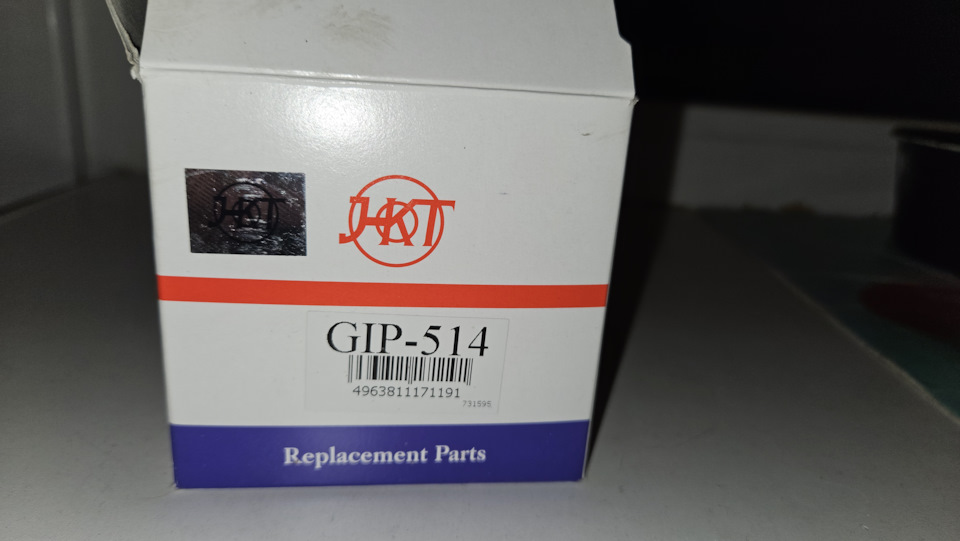 JHKT JHKT
GIP-514
4963811171191
731595
Replacement Parts